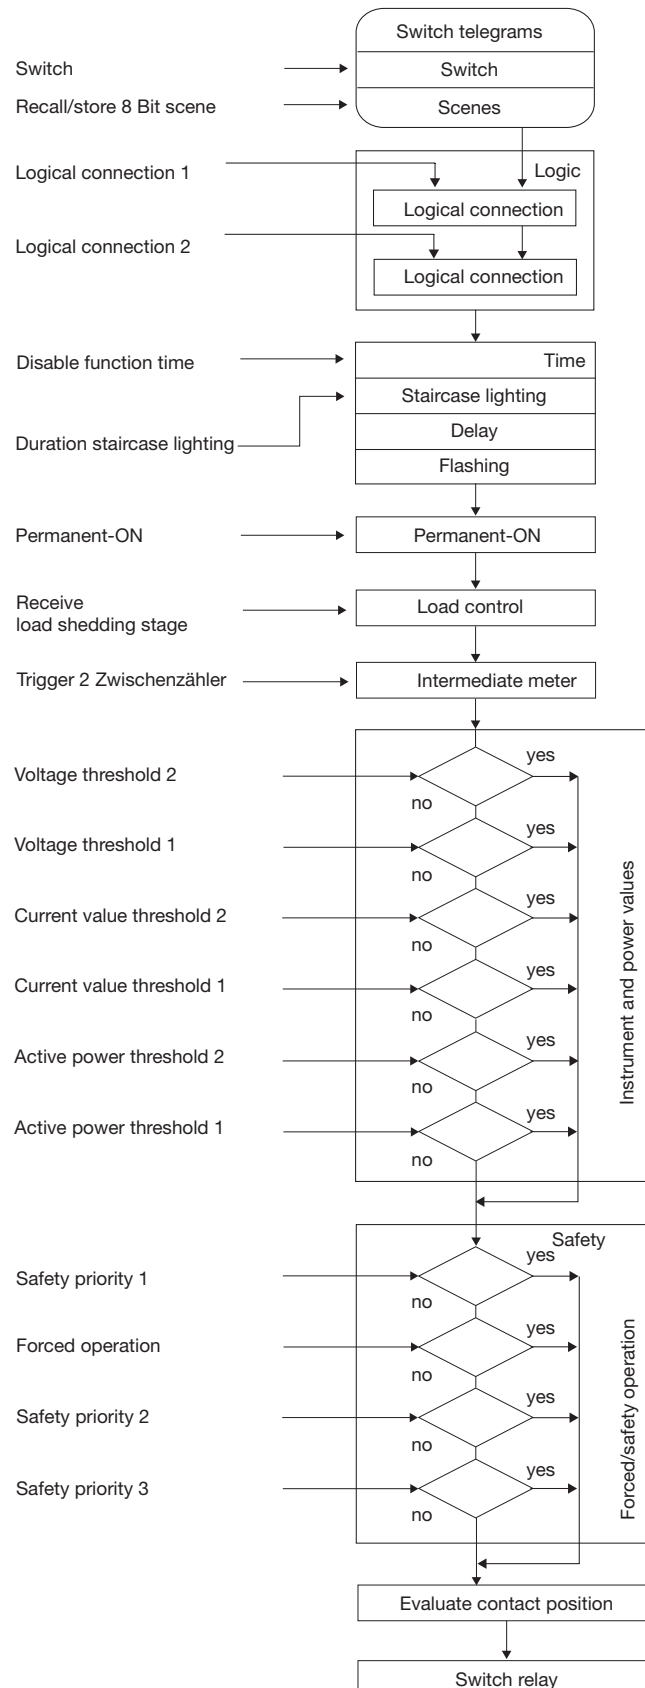 Switch telegrams
Switch
Switch
Recall/store 8 Bit scene
Scenes
Logic
Logical connection 1
Logical connection
Logical connection 2
Logical connection
Disable function time
Time
Staircase lighting
Duration staircase lighting
Delay
Flashing
Permanent-ON
Permanent-ON
Receive
load shedding stage
Load control
Trigger 2 Zwischenzähler
Intermediate meter
Voltage threshold 2
yes
no
Voltage threshold 1
yes
no
Current value threshold 2
yes
no
Current value threshold 1
yes
no
Active power threshold 2
yes
no
Active power threshold 1
yes
no
Instrument and power values
Safety
Safety priority 1
yes
no
Forced operation
yes
no
Safety priority 2
yes
no
Safety priority 3
yes
no
Forced/safety operation
Evaluate contact position
Switch relay